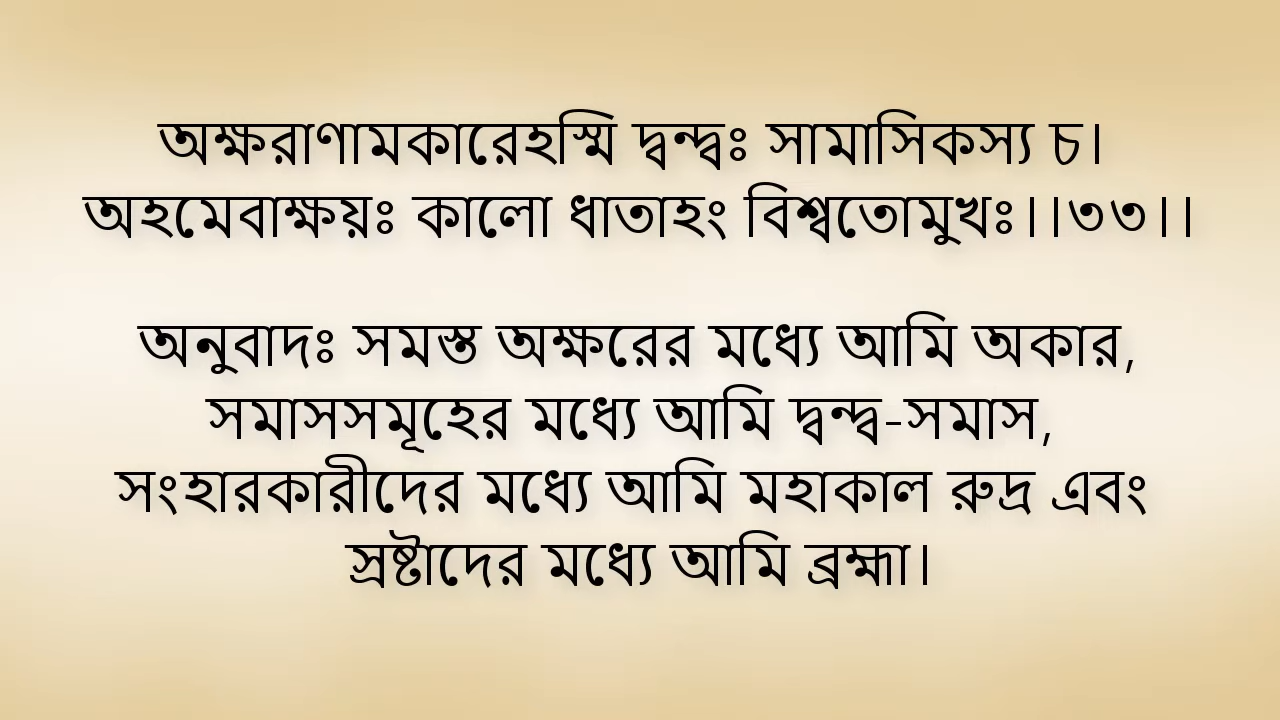 অক্ষরাণামকারেহস্মি দ্বন্দ্বঃ সামাসিকস্য চ।
অহমেবাক্ষয়ঃ কালো ধাতাহং বিশ্বতোমুখঃ।।৩৩।।
অনুবাদঃ সমস্ত অক্ষরের মধ্যে আমি অকার,
সমাসসমূহের মধ্যে আমি দ্বন্দ্ব-সমাস,
সংহারকারীদের মধ্যে আমি মহাকাল রুদ্র এবং
স্রষ্টাদের মধ্যে আমি ব্রহ্মা।